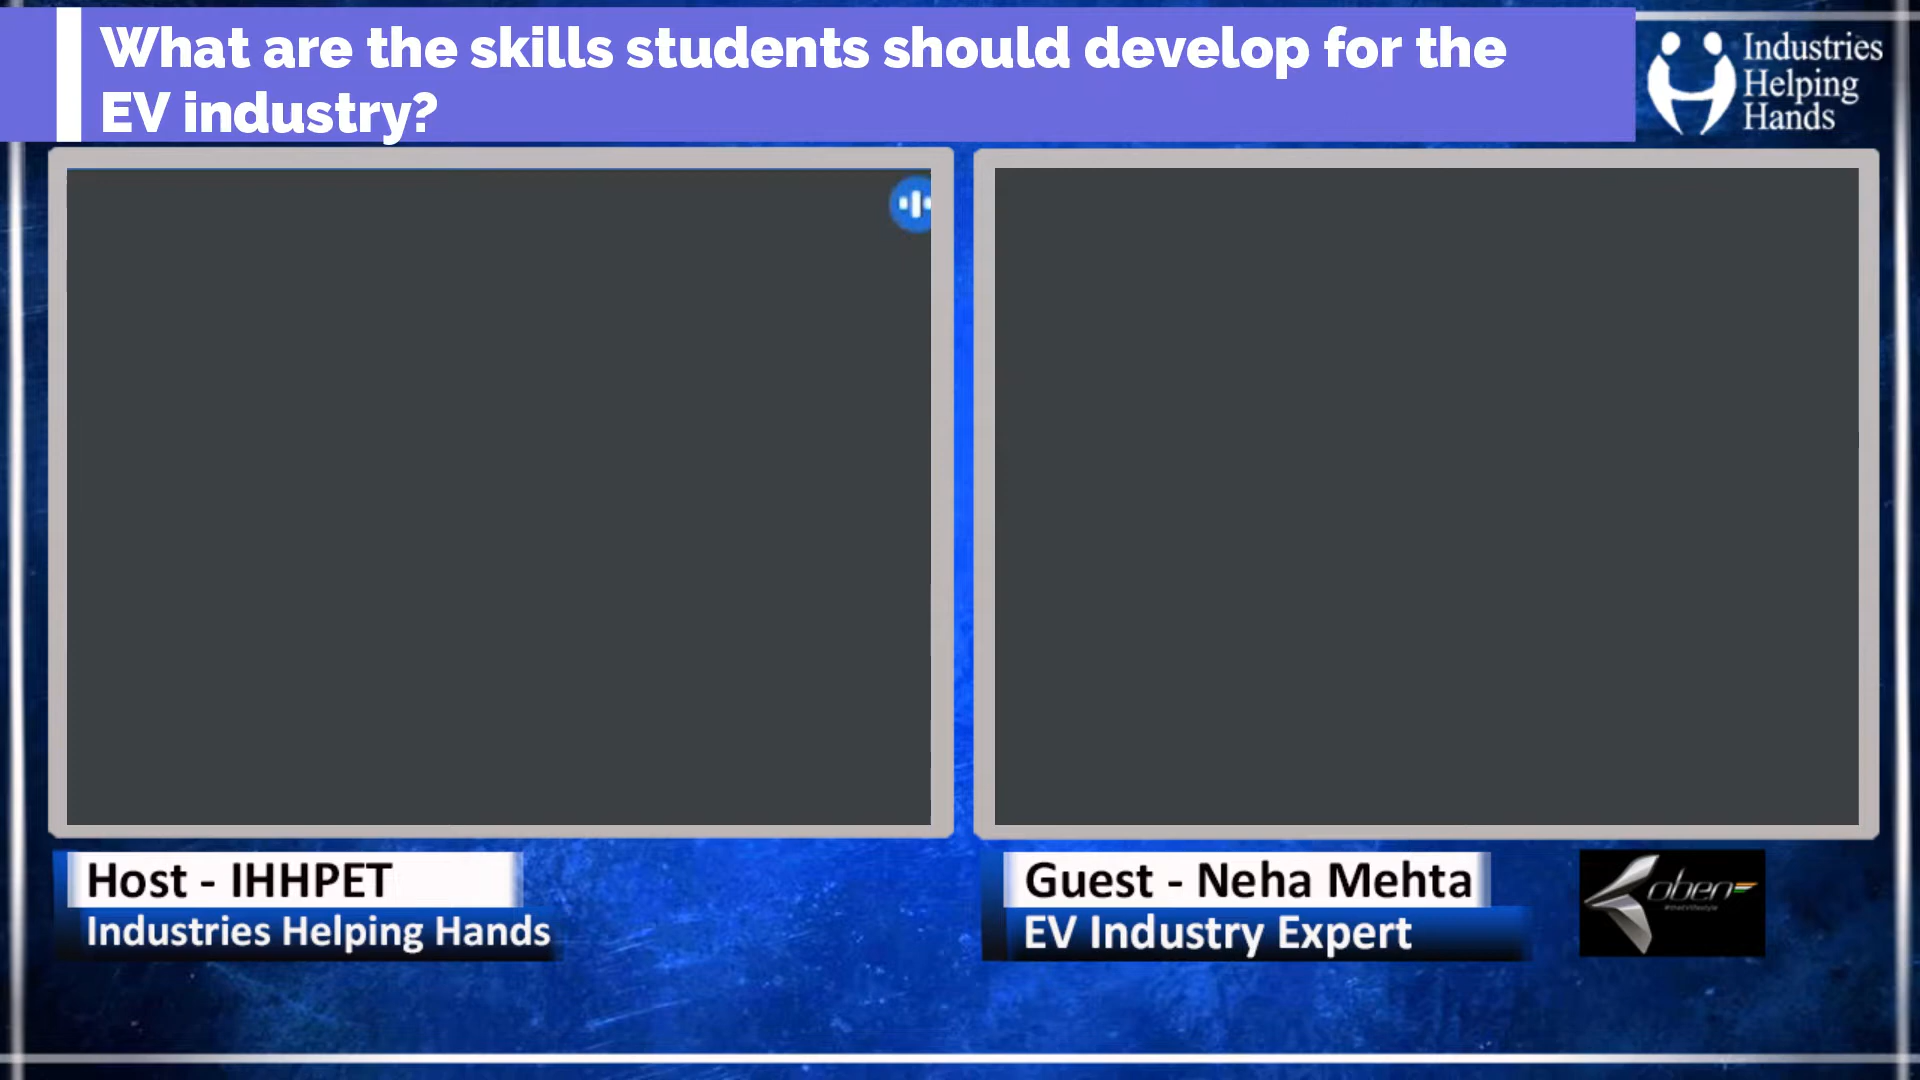 What are the skills students should develop for the
EV industry?
Industries
Helping
Hands
Host - IHHPET
Industries Helping Hands
Guest - Neha Mehta
EV Industry Expert
oben